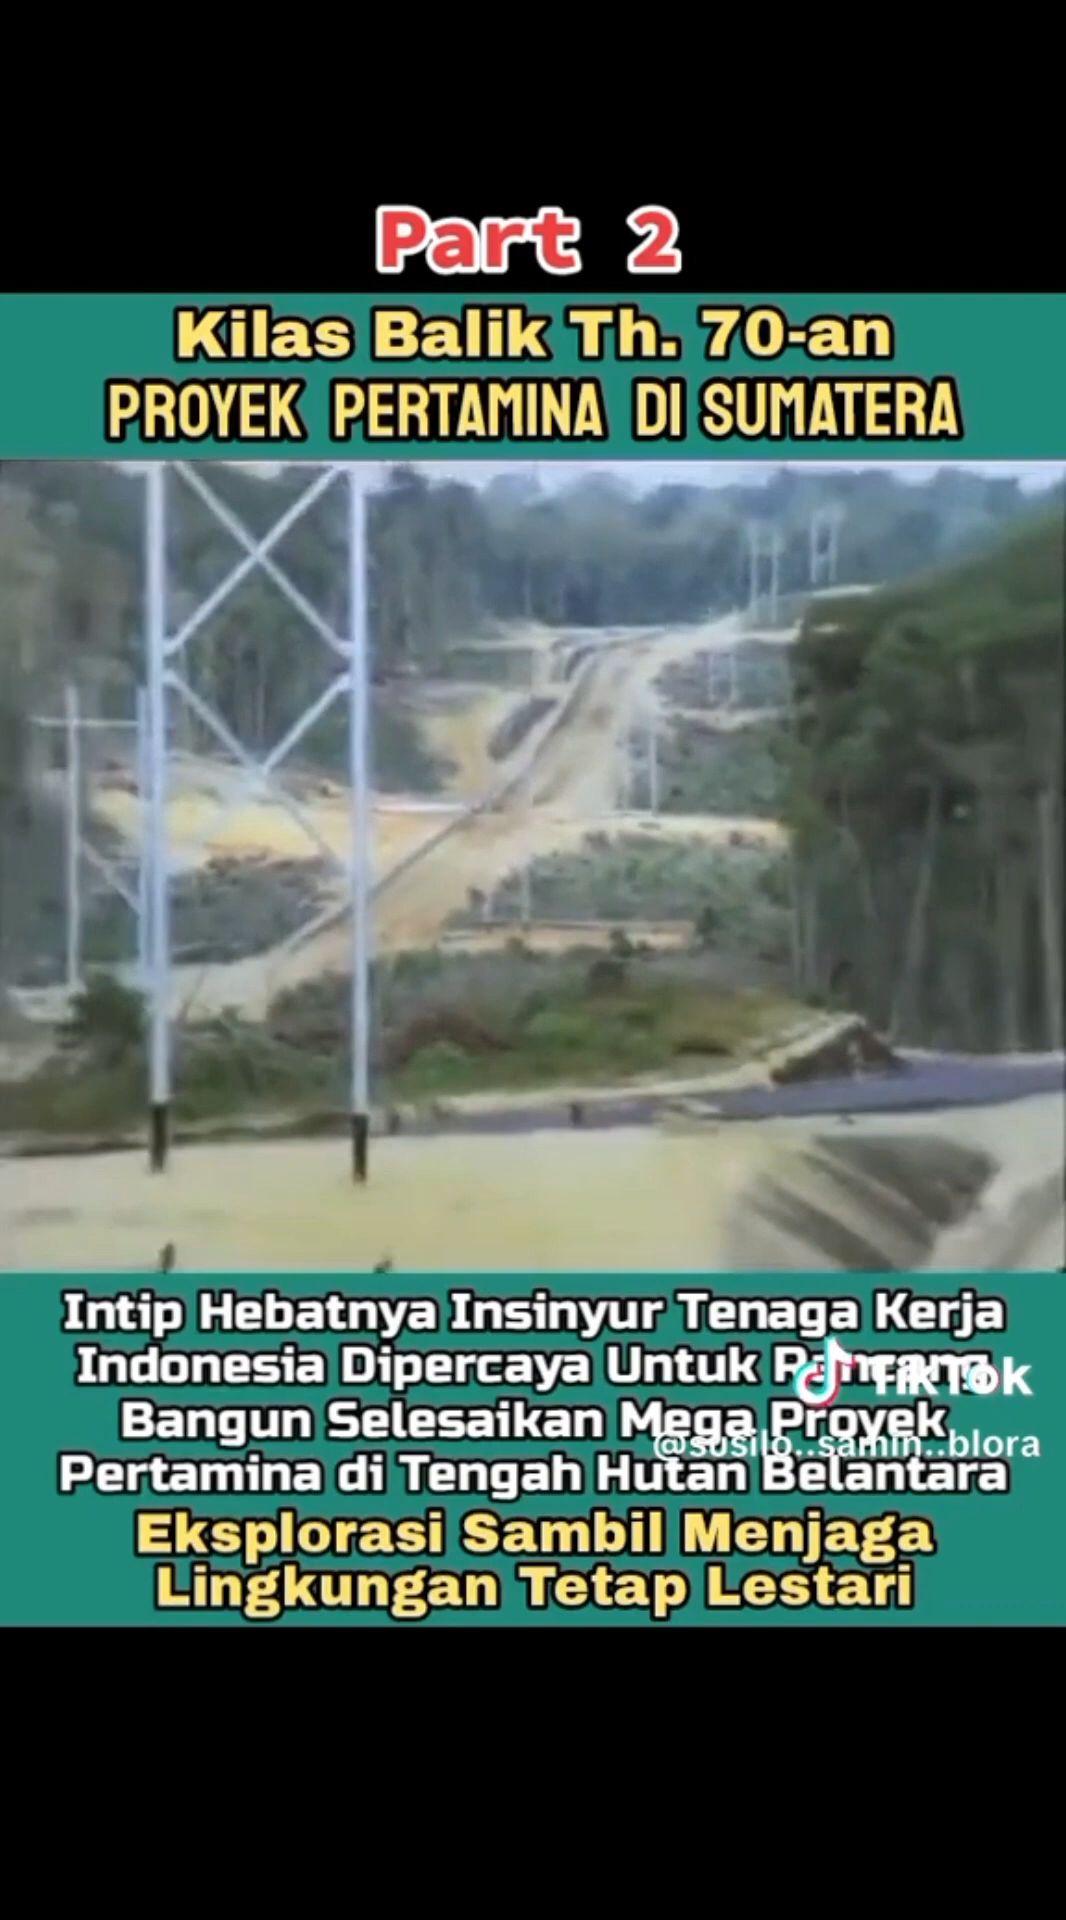 Part 2
Kilas Balik Th. 70-an
PROYEK PERTAMINA DI SUMATERA
Intip Hebatnya Insinyur Tenaga Kerja
Indonesia Dipercaya Untuk Rancang
TikTok
Bangun Selesaikan Mega Proyek
@susilo..samin..blora
Pertamina di Tengah Hutan Belantara
Eksplorasi Sambil Menjaga
Lingkungan Tetap Lestari